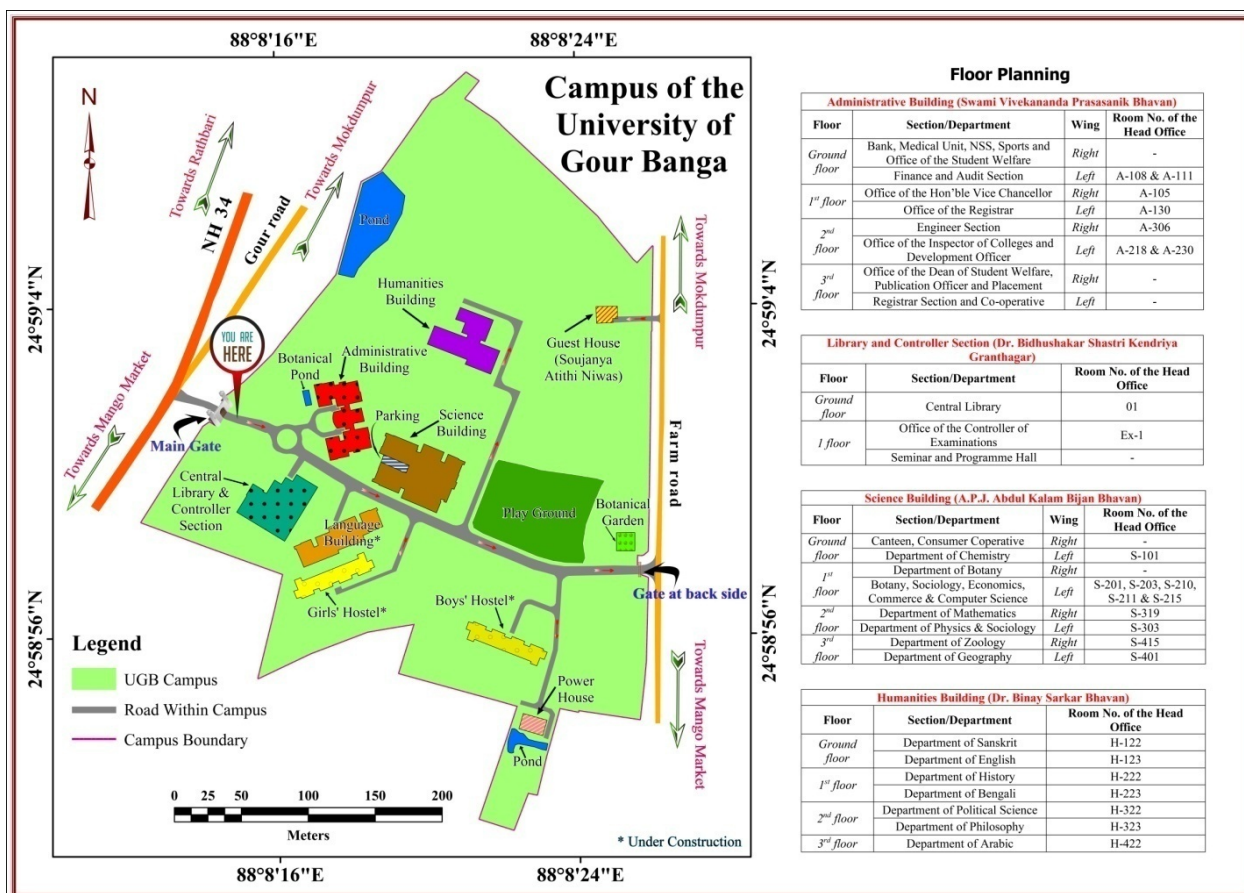 88°8'16"E
88°8'24"E
Campus of the
University of
Gour Banga
N
Towards Rathbari
NH 34
Gour road
Towards Mokdumpur
Pond
24°59'4"N
24°59'4"N
Towards Mokdumpur
Humanities
Building
Guest House
(Soujanya
Atithi Niwas)
YOU ARE
HERE
Botanical
Pond
Administrative
Building
Parking
Science
Building
Towards Mango Market
Main Gate
Farm road
Central
Library &
Controller
Section
Language
Building*
Play Ground
Botanical
Garden
Gate at back side
Girls' Hostel*
Boys' Hostel*
24°58'56"N
24°58'56"N
Towards Mango Market
Power
House
Pond
Legend
UGB Campus
Road Within Campus
Campus Boundary
0 25 50 100 150 200
Meters
* Under Construction
88°8'16"E
88°8'24"E
Floor Planning
Administrative Building (Swami Vivekananda Prasasanik Bhavan)
Floor Section/Department Wing Room No. of the
Head Office
Ground
floor
Bank, Medical Unit, NSS, Sports and
Office of the Student Welfare
Right -
Finance and Audit Section Left A-108 & A-111
1st floor Office of the Hon'ble Vice Chancellor Right A-105
Office of the Registrar Left A-130
2nd
floor
Engineer Section Right A-306
Office of the Inspector of Colleges and
Development Officer
Left A-218 & A-230
3rd
floor
Office of the Dean of Student Welfare,
Publication Officer and Placement
Right -
Registrar Section and Co-operative Left -
Library and Controller Section (Dr. Bidhushakar Shastri Kendriya
Granthagar)
Floor Section/Department Room No. of the Head
Office
Ground
floor
Central Library 01
1 floor Office of the Controller of
Examinations
Ex-1
Seminar and Programme Hall -
Science Building (A.P.J. Abdul Kalam Bijan Bhavan)
Floor Section/Department Wing Room No. of the
Head Office
Ground
floor
Canteen, Consumer Coperative Right -
Department of Chemistry Left S-101
1st
floor
Department of Botany Right -
Botany, Sociology, Economics,
Commerce & Computer Science
Left S-201, S-203, S-210,
S-211 & S-215
2nd
floor
Department of Mathematics Right S-319
Department of Physics & Sociology Left S-303
3rd
floor
Department of Zoology Right S-415
Department of Geography Left S-401
Humanities Building (Dr. Binay Sarkar Bhavan)
Floor Section/Department Room No. of the Head
Office
Ground
floor
Department of Sanskrit H-122
Department of English H-123
1st floor Department of History H-222
Department of Bengali H-223
2nd floor Department of Political Science H-322
Department of Philosophy H-323
3rd floor Department of Arabic H-422